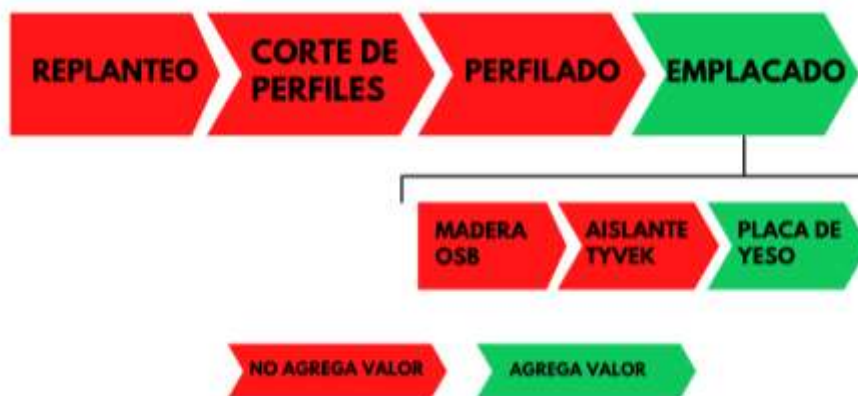 REPLANTEO
CORTE DE
PERFILES
PERFILADO
EMPLACADO
MADERA
OSB
AISLANTE
TYVEK
PLACA DE
YESO
NO AGREGA VALOR
AGREGA VALOR